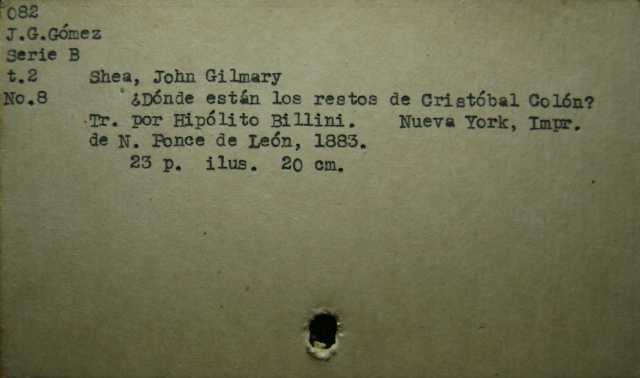 082
J.G.Gómez
Serie B
t.2 Shea, John Gilmary
No.8 ¿Dónde están los restos de Cristóbal Colón?
Tr. por Hipólito Billini. Nueva York, Impr.
de N. Ponce de León, 1883.
23 p. ilus. 20 cm.